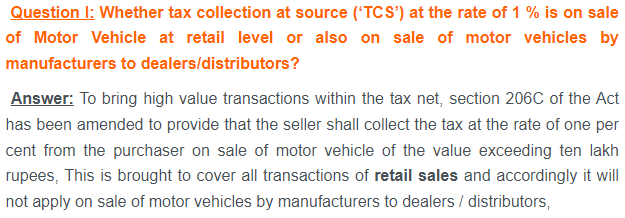 Question I: Whether tax collection at source (‘TCS’) at the rate of 1 % is on sale
of Motor Vehicle at retail level or also on sale of motor vehicles by
manufacturers to dealers/distributors?
Answer: To bring high value transactions within the tax net, section 206C of the Act
has been amended to provide that the seller shall collect the tax at the rate of one per
cent from the purchaser on sale of motor vehicle of the value exceeding ten lakh
rupees, This is brought to cover all transactions of retail sales and accordingly it will
not apply on sale of motor vehicles by manufacturers to dealers / distributors,